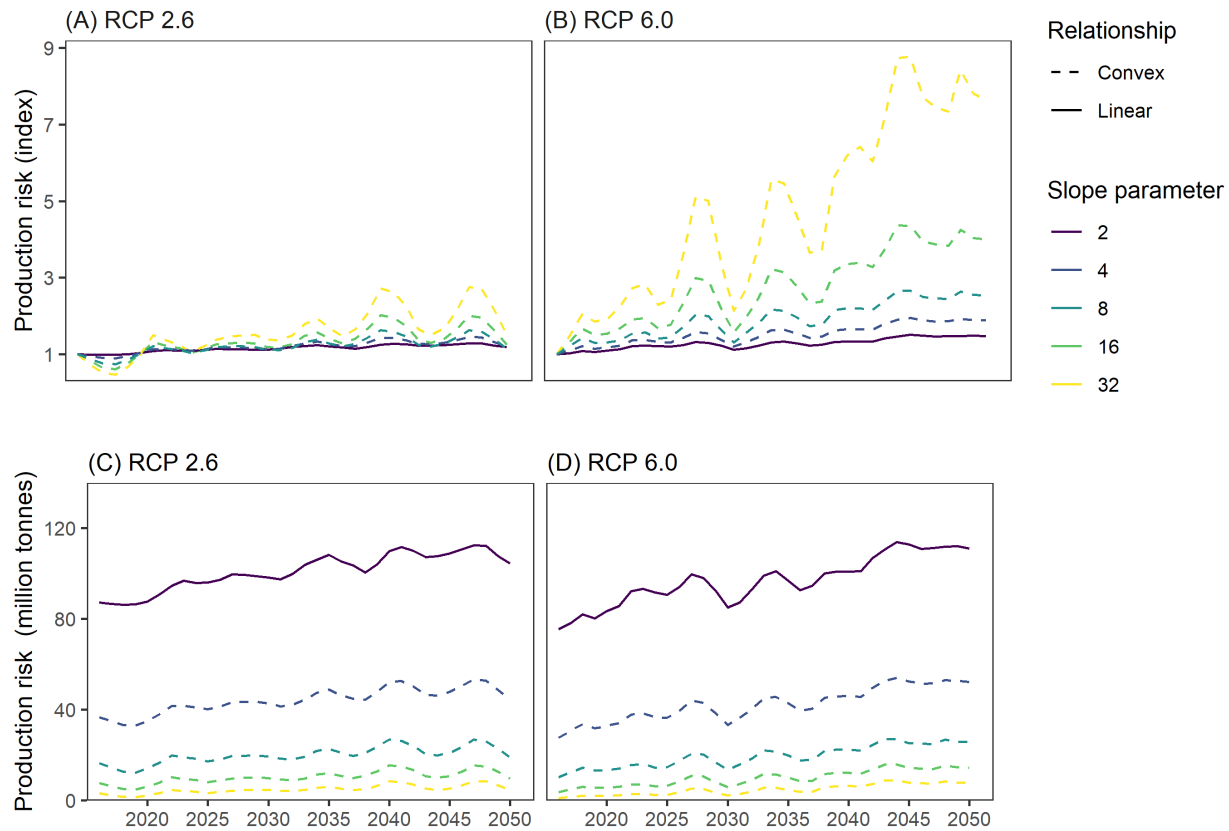 (A) RCP 2.6
(B) RCP 6.0
Production risk (index)
9
7
5
3
1
Relationship
Convex
Linear
Slope parameter
2
4
8
16
32
(C) RCP 2.6
(D) RCP 6.0
Production risk (million tonnes)
120
80
40
0
2020 2025 2030 2035 2040 2045 2050
2020 2025 2030 2035 2040 2045 2050